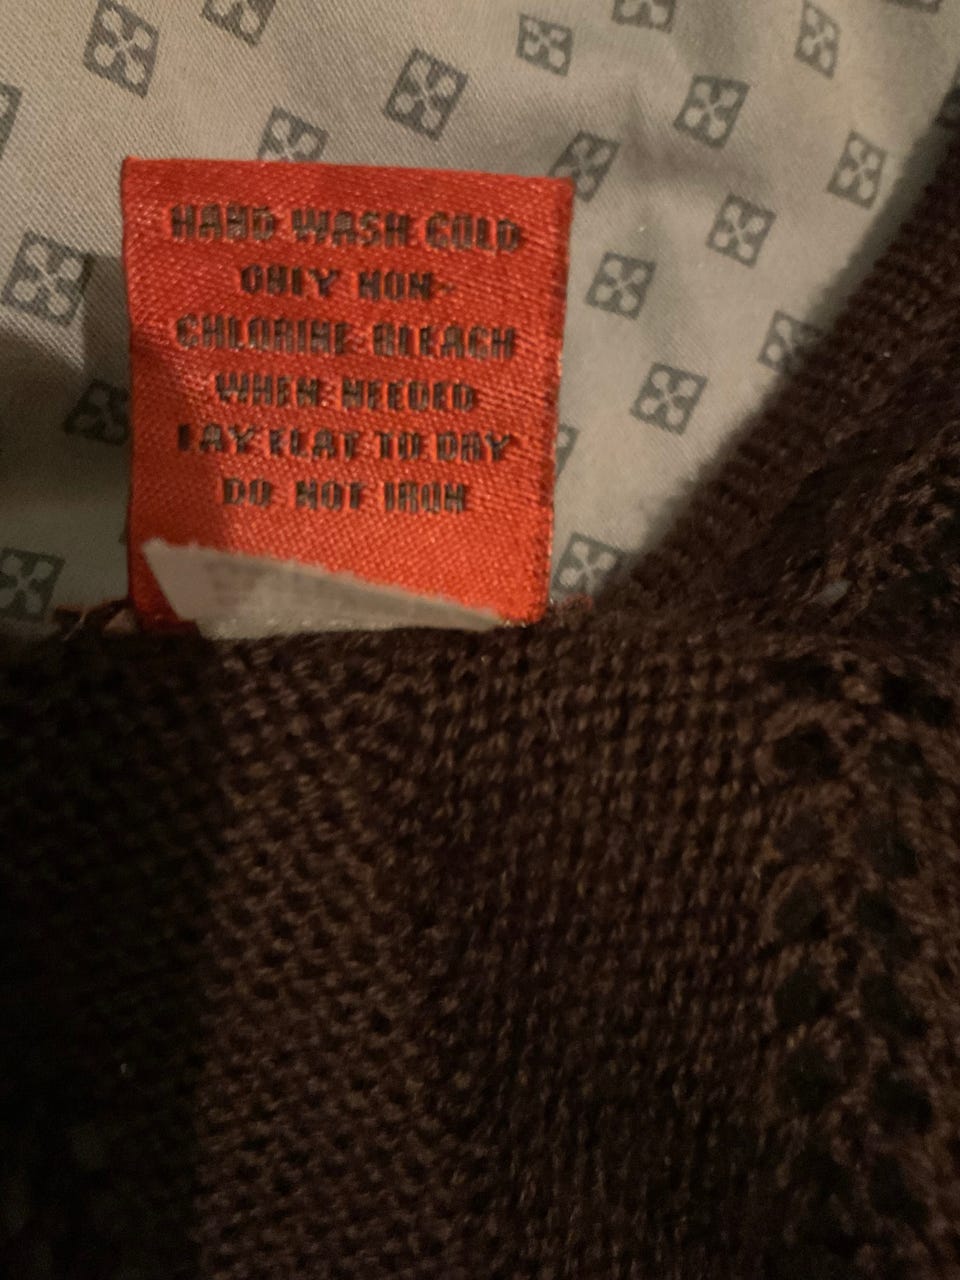 HAND WASH COLD
ONLY NON-
CHLORINE BLEACH
WHEN NEEDED
LAY FLAT TO DRY
DO NOT IRON